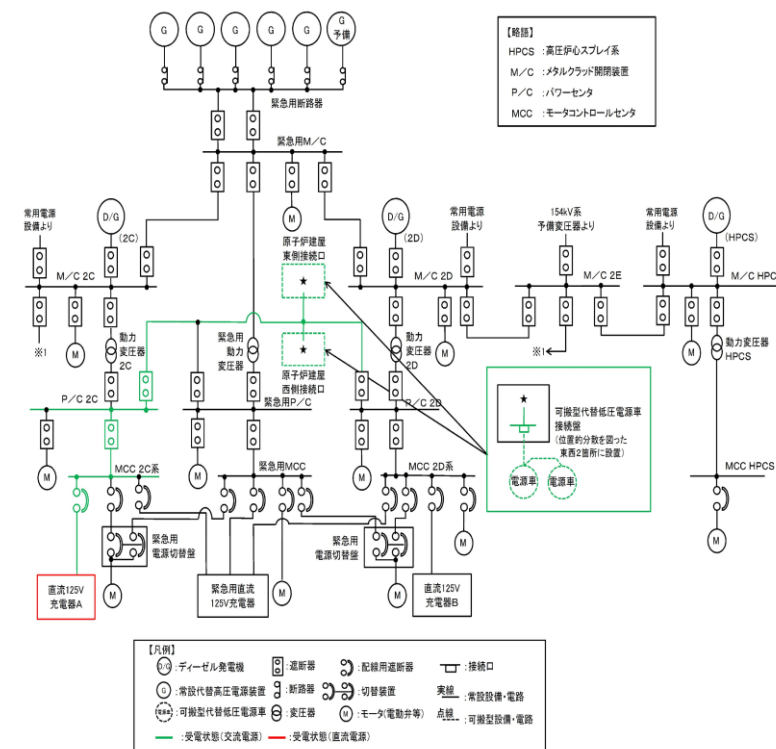 G
G
G
G
G
G
予備
緊急用断路器
緊急用M/C
【略語】
HPCS :高圧炉心スプレイ系
M/C :メタルクラッド開閉装置
P/C :パワーセンタ
MCC :モータコントロールセンタ
常用電源
設備より
D/G
(2C)
M
原子炉建屋
東側接続口
★
D/G
(2D)
常用電源
設備より
154kV系
予備変圧器より
常用電源
設備より
D/G
(HPCS)
M/C 2C
M/C 2D
M/C 2E
M/C HPC
※1
M
動力
変圧器
2C
緊急用
動力
変圧器
★
原子炉建屋
西側接続口
動力
変圧器
2D
M
※1
M
動力変圧器
HPCS
P/C 2C
緊急用P/C
P/C 2D
★
可搬型代替低圧電源車
接続盤
(位置的分散を図った
東西2箇所に設置)
電源車
電源車
M
M
M
MCC 2C系
緊急用MCC
MCC 2D系
MCC HPCS
緊急用
電源切替盤
緊急用
電源切替盤
M
M
直流125V
充電器A
M
緊急用直流
125V充電器
M
M
直流125V
充電器B
【凡例】
D/G :ディーゼル発電機
:遮断器
:配線用遮断器
:接続口
G :常設代替高圧電源装置
:断路器
:切替装置
実線 :常設設備・電路
電源車 :可搬型代替低圧電源車
:変圧器
M :モータ(電動弁等)
点線 :可搬型設備・電路
:受電状態(交流電源)
:受電状態(直流電源)